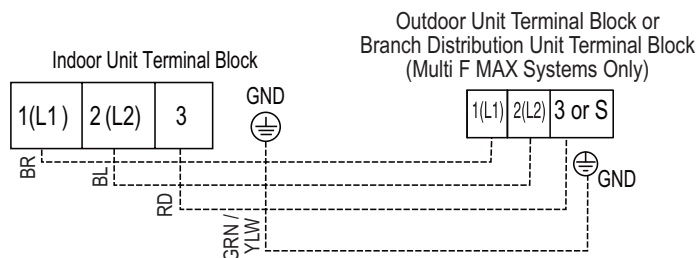 Outdoor Unit Terminal Block or
Branch Distribution Unit Terminal Block
(Multi F MAX Systems Only)
Indoor Unit Terminal Block
1(L1) 2(L2) 3
GND
1(L1) 2(L2) 3 or S
GND
BR
BL
RD
GRN /
YLW